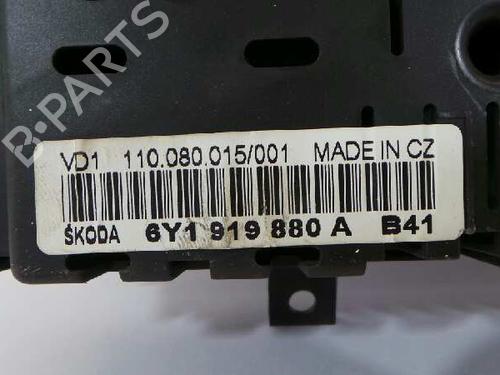 B-PARTS
VD1 110.080.015/001 MADE IN CZ
ŠKODA 6Y1 919 880 A B41